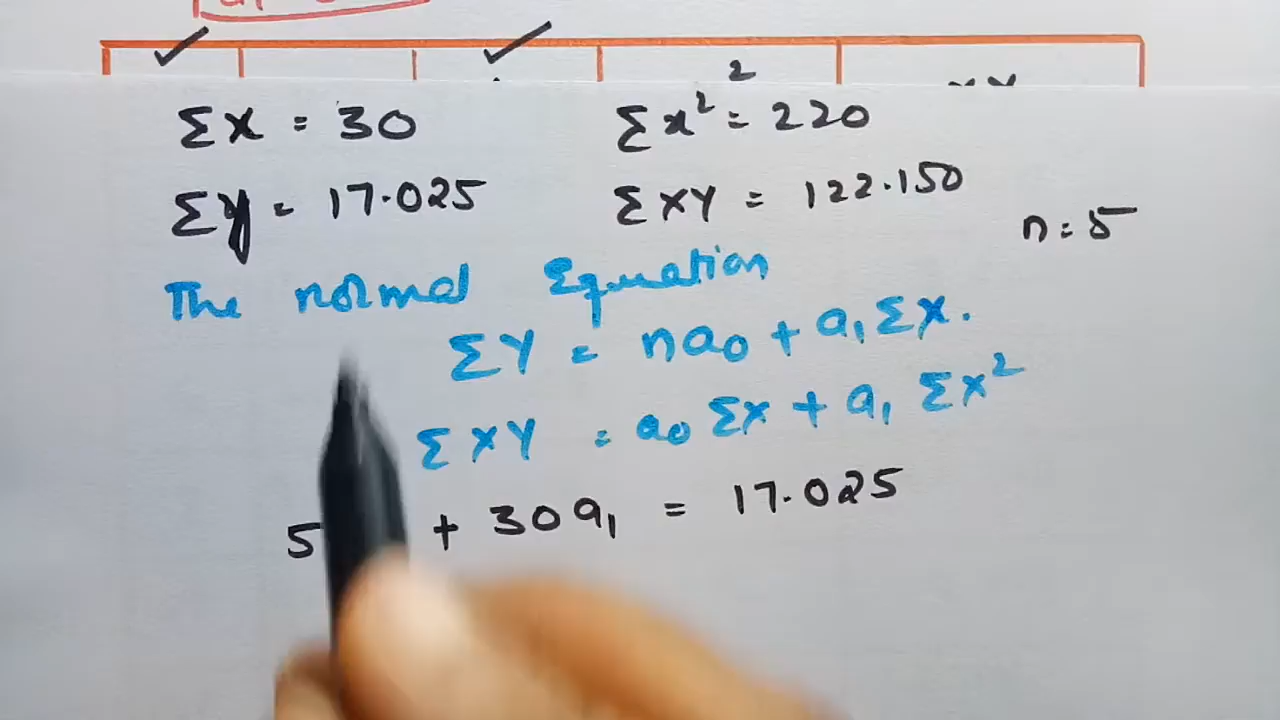 ΣX = 30 Σx² = 220
Σy = 17.025 ΣXY = 122.150
n = 5
The normal Equation
ΣY = na₀ + a₁ΣX.
ΣXY = a₀ΣX + a₁ΣX²
5 + 30a₁ = 17.025